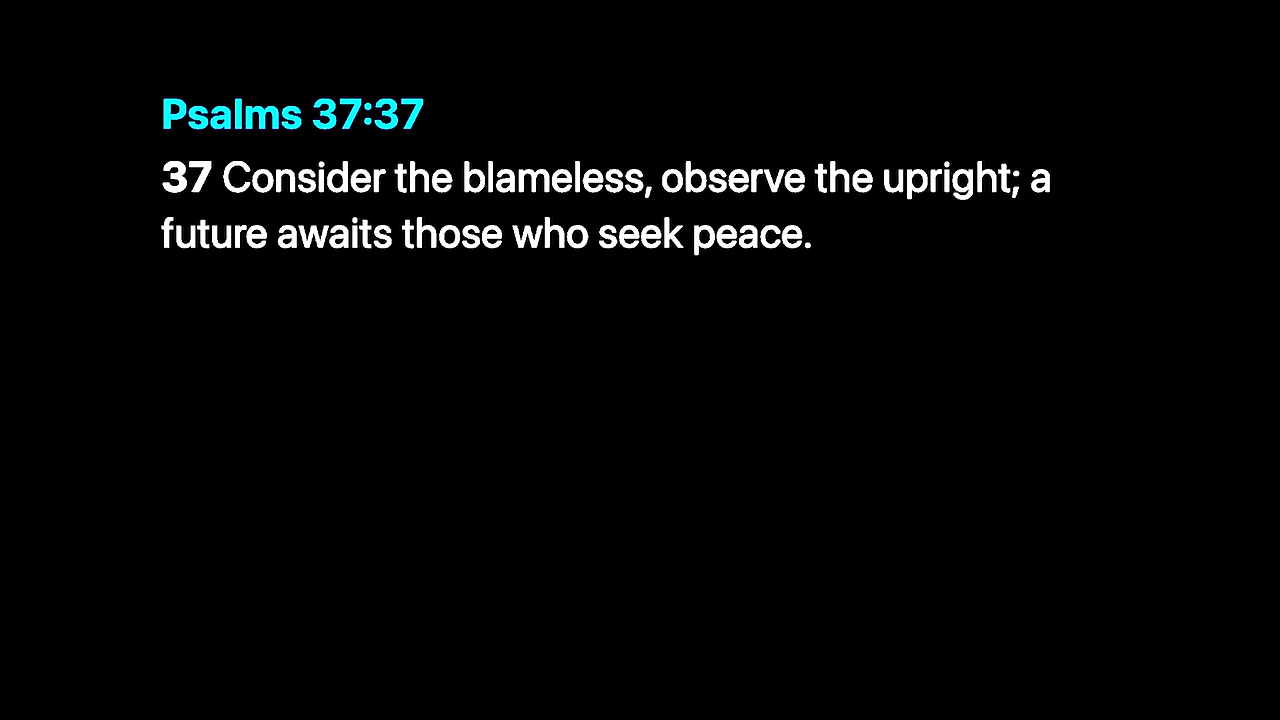 Psalms 37:37
37 Consider the blameless, observe the upright; a
future awaits those who seek peace.